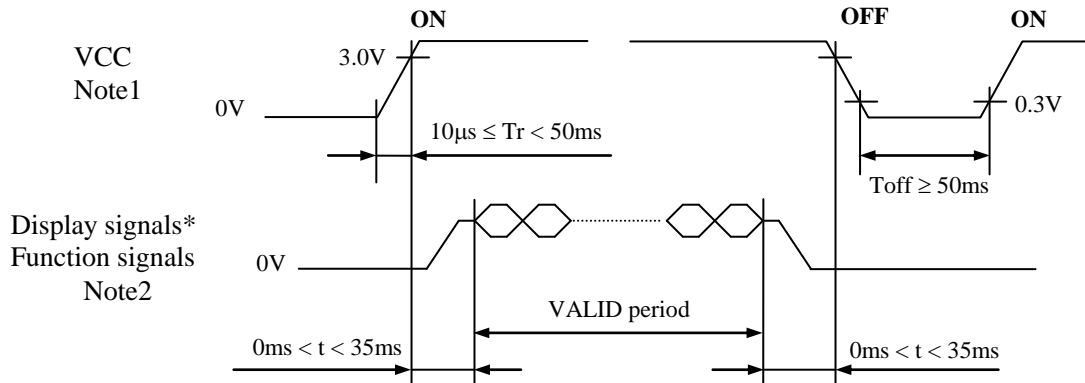 ON
OFF
ON
VCC
Note1
3.0V
0V
0.3V
10µs ≤ Tr < 50ms
Toff ≥ 50ms
Display signals*
Function signals
Note2
0V
VALID period
0ms < t < 35ms
0ms < t < 35ms